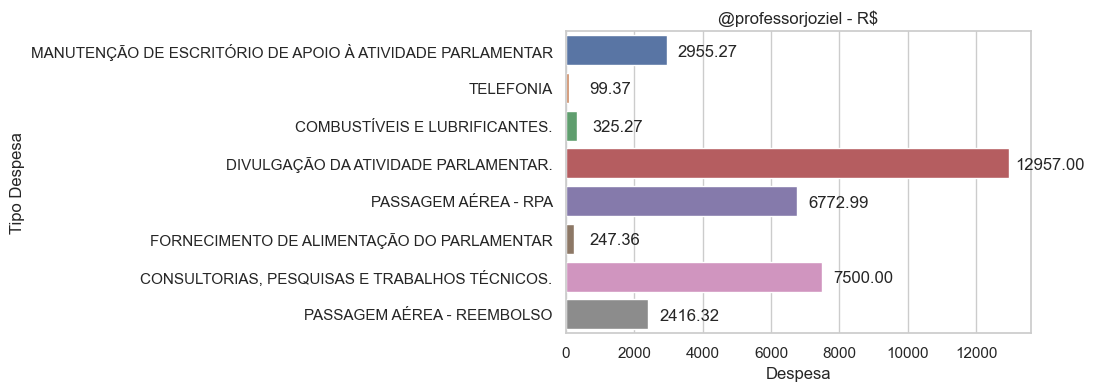 @professorjoziel - R$
MANUTENÇÃO DE ESCRITÓRIO DE APOIO À ATIVIDADE PARLAMENTAR 2955.27
TELEFONIA 99.37
COMBUSTÍVEIS E LUBRIFICANTES. 325.27
DIVULGAÇÃO DA ATIVIDADE PARLAMENTAR. 12957.00
PASSAGEM AÉREA - RPA 6772.99
FORNECIMENTO DE ALIMENTAÇÃO DO PARLAMENTAR 247.36
CONSULTORIAS, PESQUISAS E TRABALHOS TÉCNICOS. 7500.00
PASSAGEM AÉREA - REEMBOLSO 2416.32
Tipo Despesa
0 2000 4000 6000 8000 10000 12000
Despesa